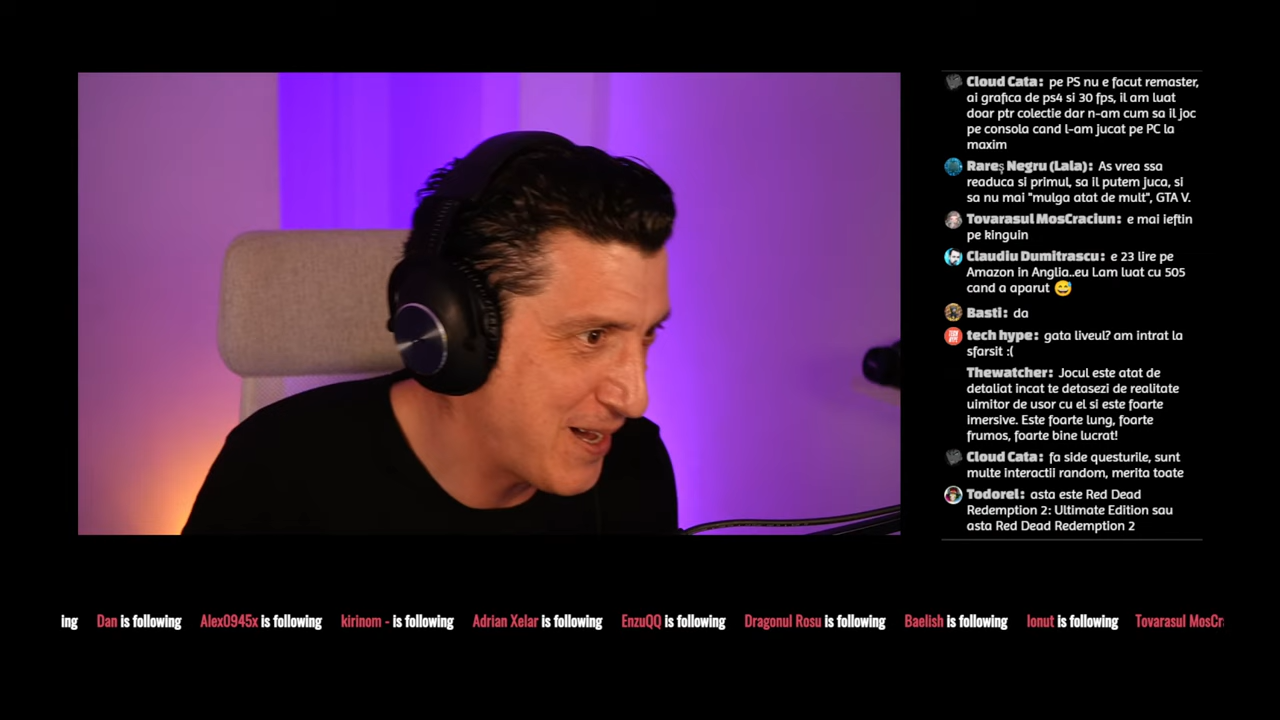 Cloud Cata: pe PS nu e facut remaster,
ai grafica de ps4 si 30 fps, il am luat
doar ptr colectie dar n-am cum sa il joc
pe consola cand l-am jucat pe PC la
maxim
Rareș Negru (Lala): As vrea ssa
readuca si primul, sa il putem juca, si
sa nu mai "mulga atat de mult", GTA V.
Tovarasul MosCraciun: e mai ieftin
pe kinguin
Claudiu Dumitrascu: e 23 lire pe
Amazon in Anglia..eu Lam luat cu 505
cand a aparut 😅
Basti: da
tech hype: gata liveul? am intrat la
sfarsit :(
Thewatcher: Jocul este atat de
detaliat incat te detasezi de realitate
uimitor de usor cu el si este foarte
imersive. Este foarte lung, foarte
frumos, foarte bine lucrat!
Cloud Cata: fa side questurile, sunt
multe interactii random, merita toate
Todorel: asta este Red Dead
Redemption 2: Ultimate Edition sau
asta Red Dead Redemption 2
ing Dan is following Alex0945x is following kirinom - is following Adrian Xelar is following EnzuQQ is following Dragonul Rosu is following Baelish is following Ionut is following Tovarasul MosCr